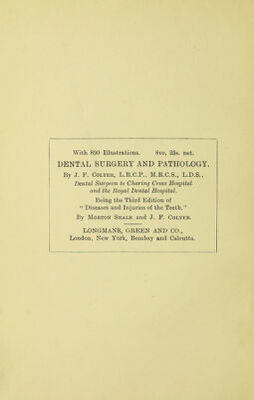 With 890 Illustrations. 8vo, 25s. net.
DENTAL SURGERY AND PATHOLOGY.
By J. F. COLYER, L.R.C.P., M.R.C.S., L.D.S.,
Dental Surgeon to Charing Cross Hospital
and the Royal Dental Hospital.
Being the Third Edition of
"Diseases and Injuries of the Teeth,"
By MORTON SMALE and J. F. COLYER.
LONGMANS, GREEN AND CO.,
London, New York, Bombay and Calcutta.